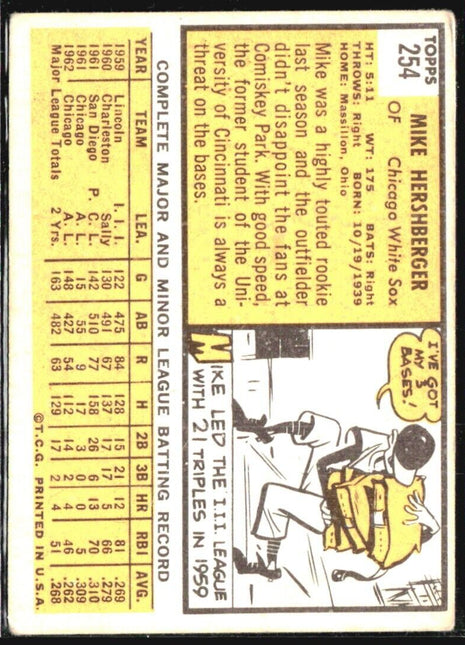 TOPPS
254
MIKE HERSHBERGER
OF Chicago White Sox
HT: 5:11 WT: 175 BATS: Right
THROWS: Right BORN: 10/19/1939
HOME: Massillon, Ohio
Mike was a highly touted rookie
last season and the outfielder
didn't disappoint the fans at
Comiskey Park. With good speed,
the former student of the Uni-
versity of Cincinnati is always a
threat on the bases.
I'VE GOT
MY 3
BASES!
MIKE LED THE I.I.I. LEAGUE
WITH 21 TRIPLES IN 1959
COMPLETE MAJOR AND MINOR LEAGUE BATTING RECORD
YEAR TEAM LEA. G AB R H 2B 3B HR RBI AVG.
1959 Lincoln I. I. I. 122 475 84 128 15 21 12 81 .269
1960 Charleston Sally 130 491 67 137 21 12 5 66 .279
1961 San Diego P. C. L. 142 510 77 158 26 6 13 70 .310
1961 Chicago A. L. 15 55 9 17 3 0 0 5 .309
1962 Chicago A. L. 148 427 54 112 14 2 4 46 .262
Major League Totals 2 Yrs. 163 482 63 129 17 2 4 51 .268
©T.C.G. PRINTED IN U.S.A.